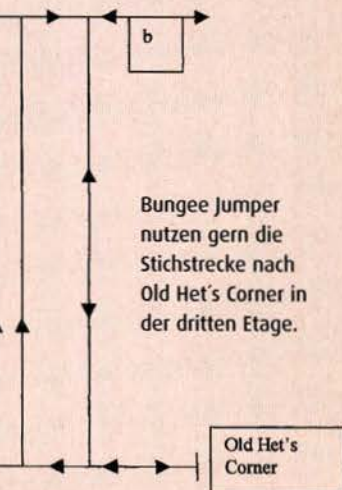 b
Bungee Jumper
nutzen gern die
Stichstrecke nach
Old Het's Corner in
der dritten Etage.
Old Het's
Corner